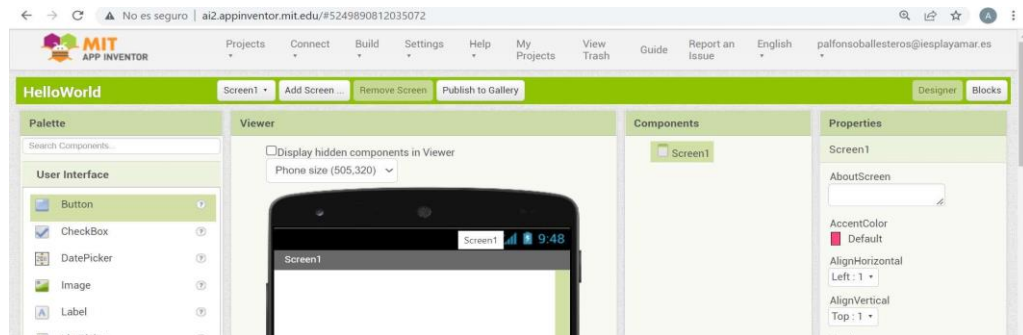 No es seguro | ai2.appinventor.mit.edu/#5249890812035072
A
MIT
APP INVENTOR
Projects
Connect
Build
Settings
Help
My Projects
View Trash
Guide
Report an Issue
English
palfonsoballesteros@iesplayamar.es
HelloWorld
Screen1
Add Screen ...
Remove Screen
Publish to Gallery
Designer
Blocks
Palette
Viewer
Components
Properties
Search Components...
User Interface
Button
CheckBox
DatePicker
Image
Label
Display hidden components in Viewer
Phone size (505,320)
Screen1
9:48
Screen1
Screen1
Screen1
AboutScreen
AccentColor
Default
AlignHorizontal
Left : 1
AlignVertical
Top : 1